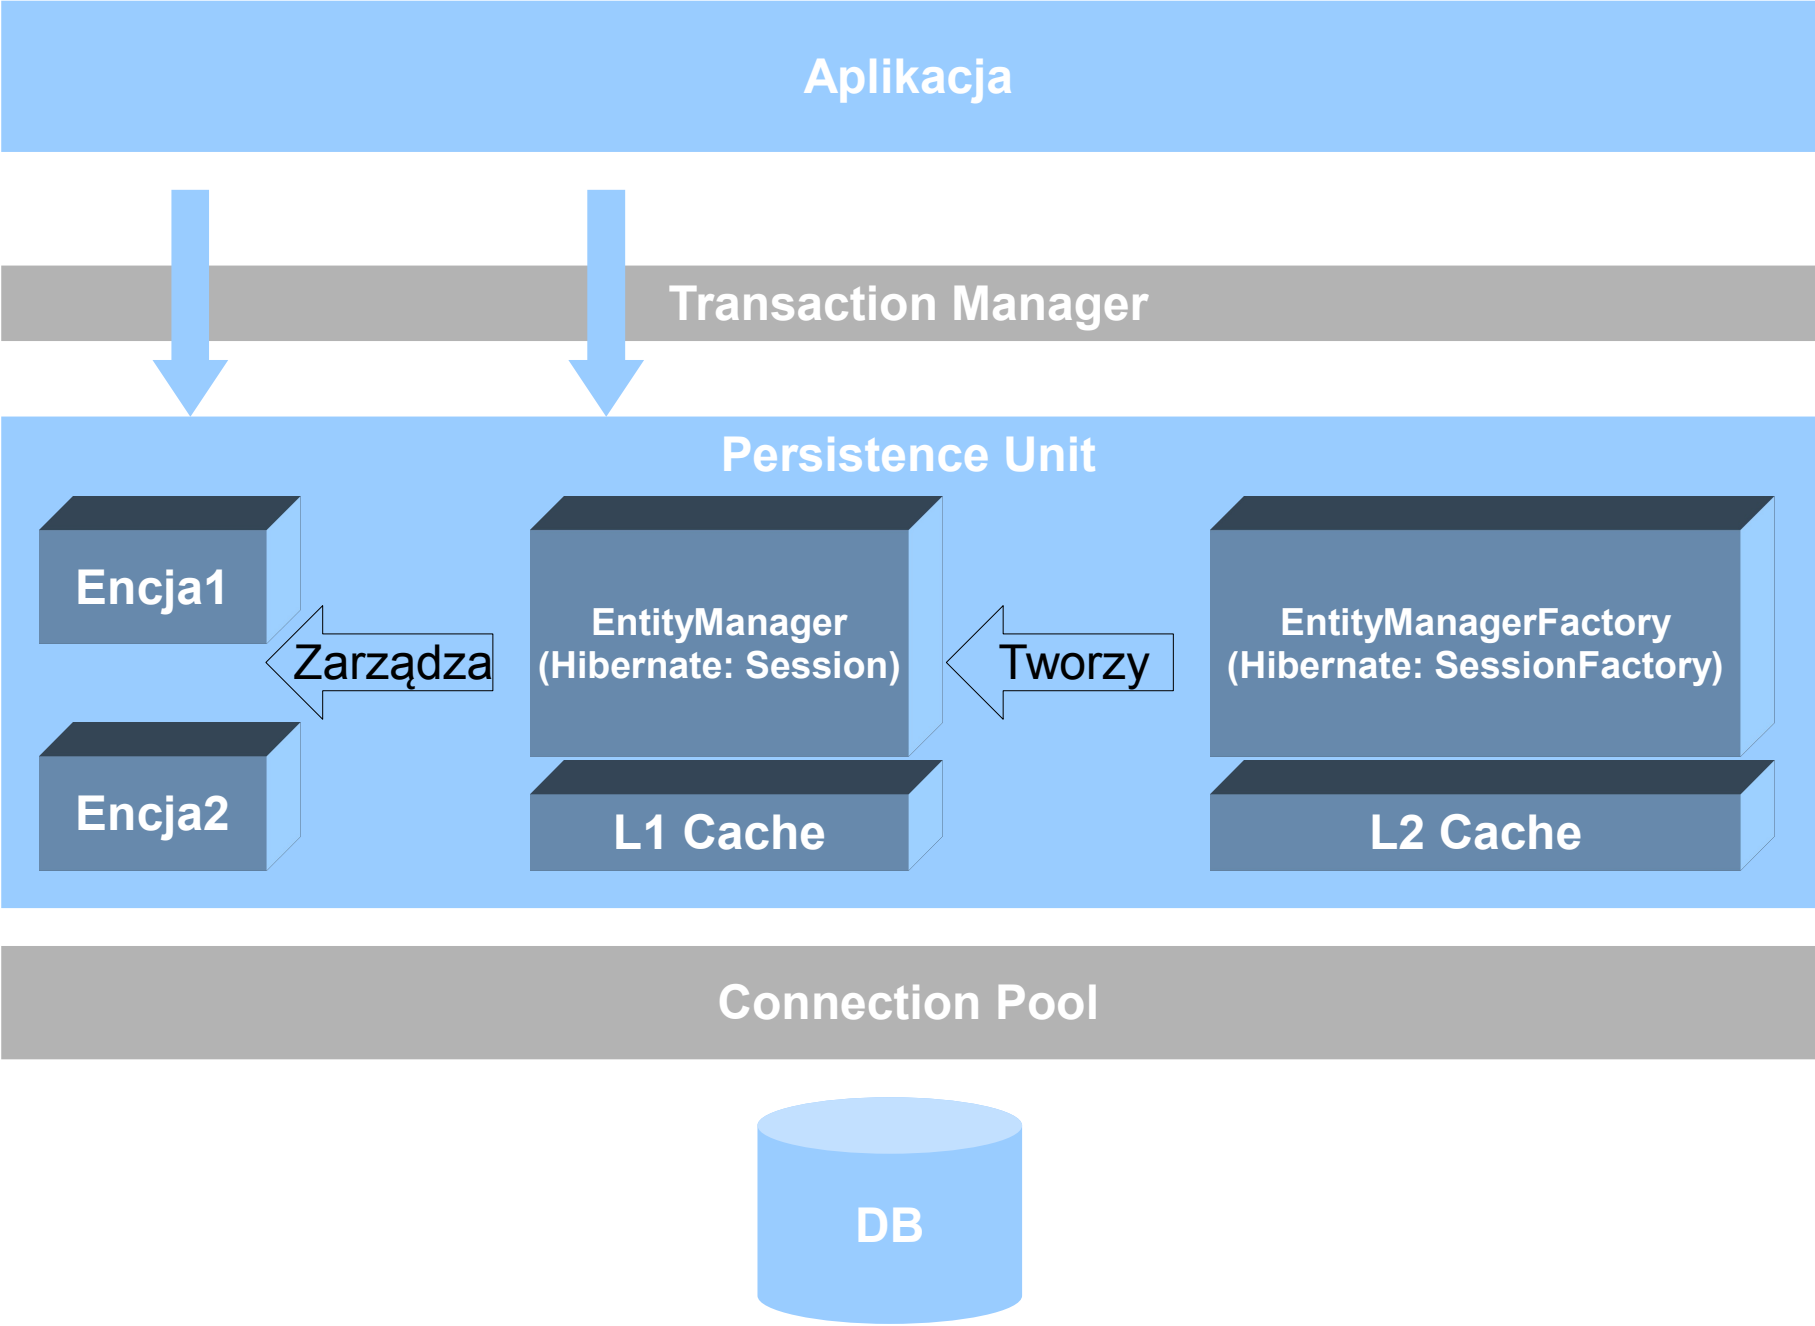 Aplikacja
Transaction Manager
Persistence Unit
Encja1
Zarządza
EntityManager
(Hibernate: Session)
Tworzy
EntityManagerFactory
(Hibernate: SessionFactory)
Encja2
L1 Cache
L2 Cache
Connection Pool
DB